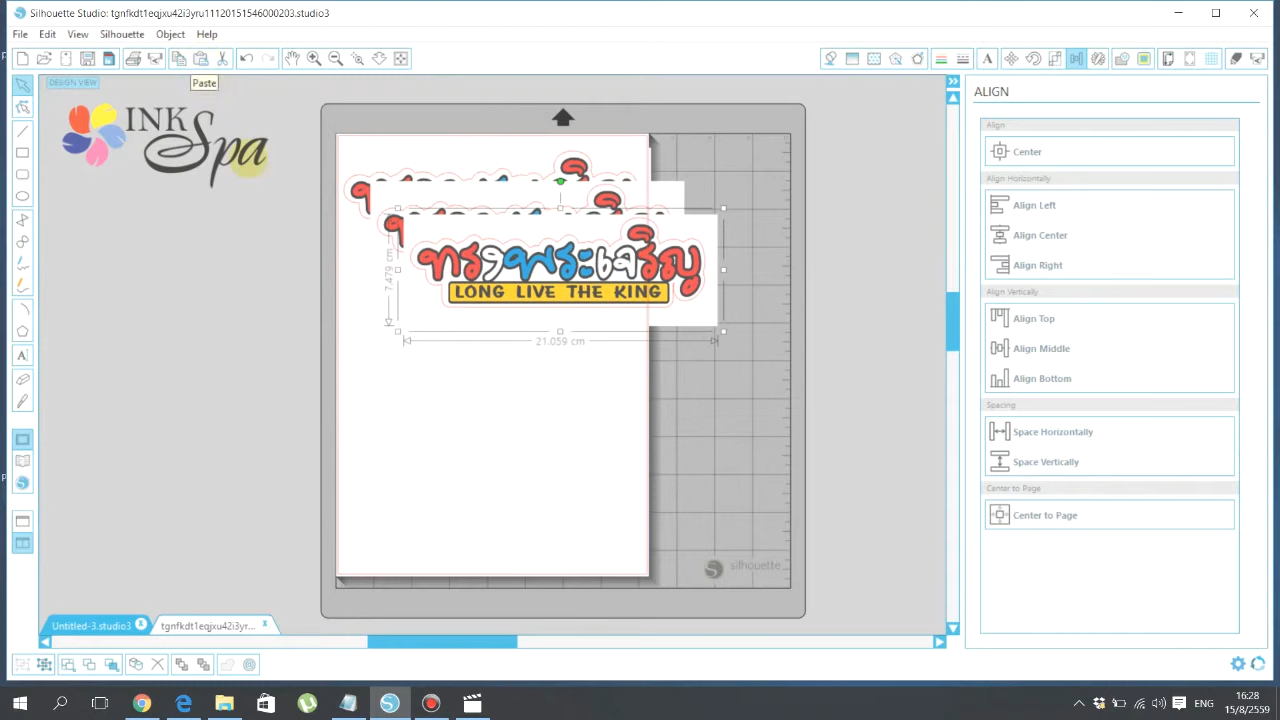 Silhouette Studio: tgnfkdt1eqjxu42i3yru11120151546000203.studio3
File Edit View Silhouette Object Help
DESIGN VIEW
Paste
INK
Spa
ทรงพระเจริญ
LONG LIVE THE KING
7.479 cm
21.059 cm
silhouette
ALIGN
Align
Center
Align Horizontally
Align Left
Align Center
Align Right
Align Vertically
Align Top
Align Middle
Align Bottom
Spacing
Space Horizontally
Space Vertically
Center to Page
Center to Page
Untitled-3.studio3
tgnfkdt1eqjxu42i3yr...
ENG
16:28
15/8/2559